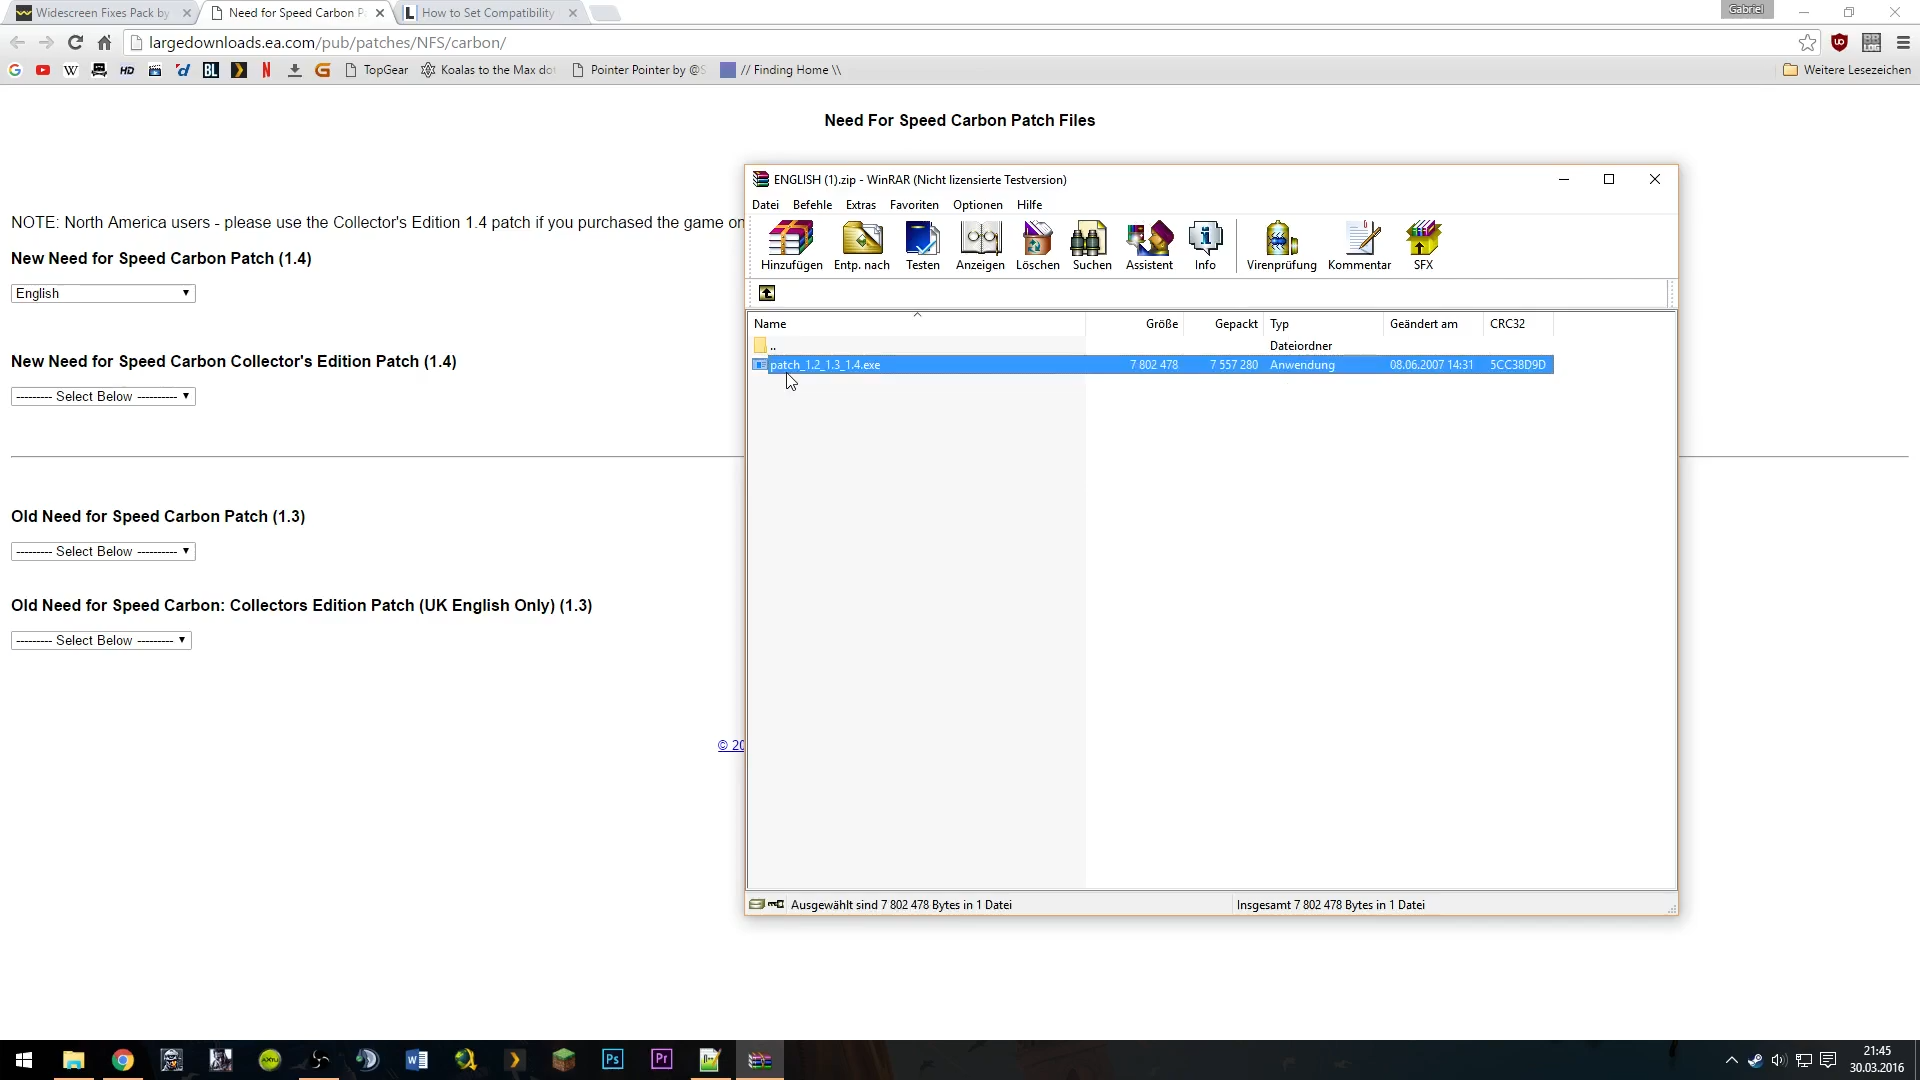 Widescreen Fixes Pack by
Need for Speed Carbon P
How to Set Compatibility
Gabriel
largedownloads.ea.com/pub/patches/NFS/carbon/
TopGear
Koalas to the Max do
Pointer Pointer by @S
// Finding Home \\
Weitere Lesezeichen
Need For Speed Carbon Patch Files
NOTE: North America users - please use the Collector's Edition 1.4 patch if you purchased the game on
New Need for Speed Carbon Patch (1.4)
English
New Need for Speed Carbon Collector's Edition Patch (1.4)
--------- Select Below ----------
Old Need for Speed Carbon Patch (1.3)
--------- Select Below ----------
Old Need for Speed Carbon: Collectors Edition Patch (UK English Only) (1.3)
--------- Select Below ---------
© 20
ENGLISH (1).zip - WinRAR (Nicht lizensierte Testversion)
Datei Befehle Extras Favoriten Optionen Hilfe
Hinzufügen Entp. nach Testen Anzeigen Löschen Suchen Assistent Info Virenprüfung Kommentar SFX
Name Größe Gepackt Typ Geändert am CRC32
.. Dateiordner
patch_1.2_1.3_1.4.exe 7 802 478 7 557 280 Anwendung 08.06.2007 14:31 5CC38D9D
Ausgewählt sind 7 802 478 Bytes in 1 Datei
Insgesamt 7 802 478 Bytes in 1 Datei
21:45
30.03.2016